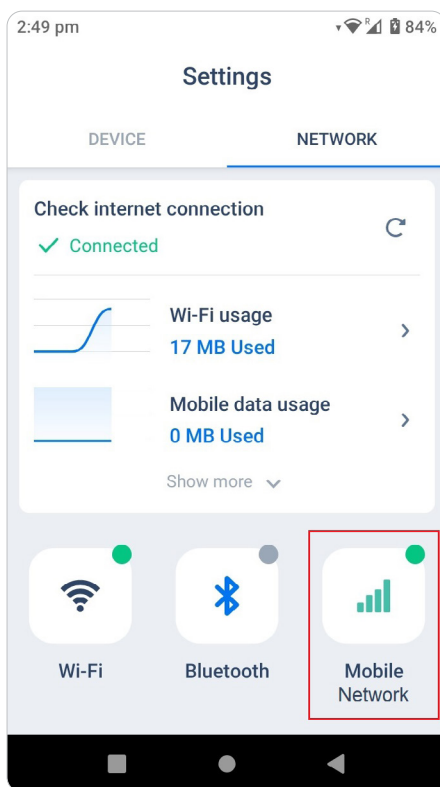 2:49 pm
R
84%
Settings
DEVICE
NETWORK
Check internet connection
Connected
Wi-Fi usage
17 MB Used
Mobile data usage
0 MB Used
Show more
Wi-Fi
Bluetooth
Mobile
Network